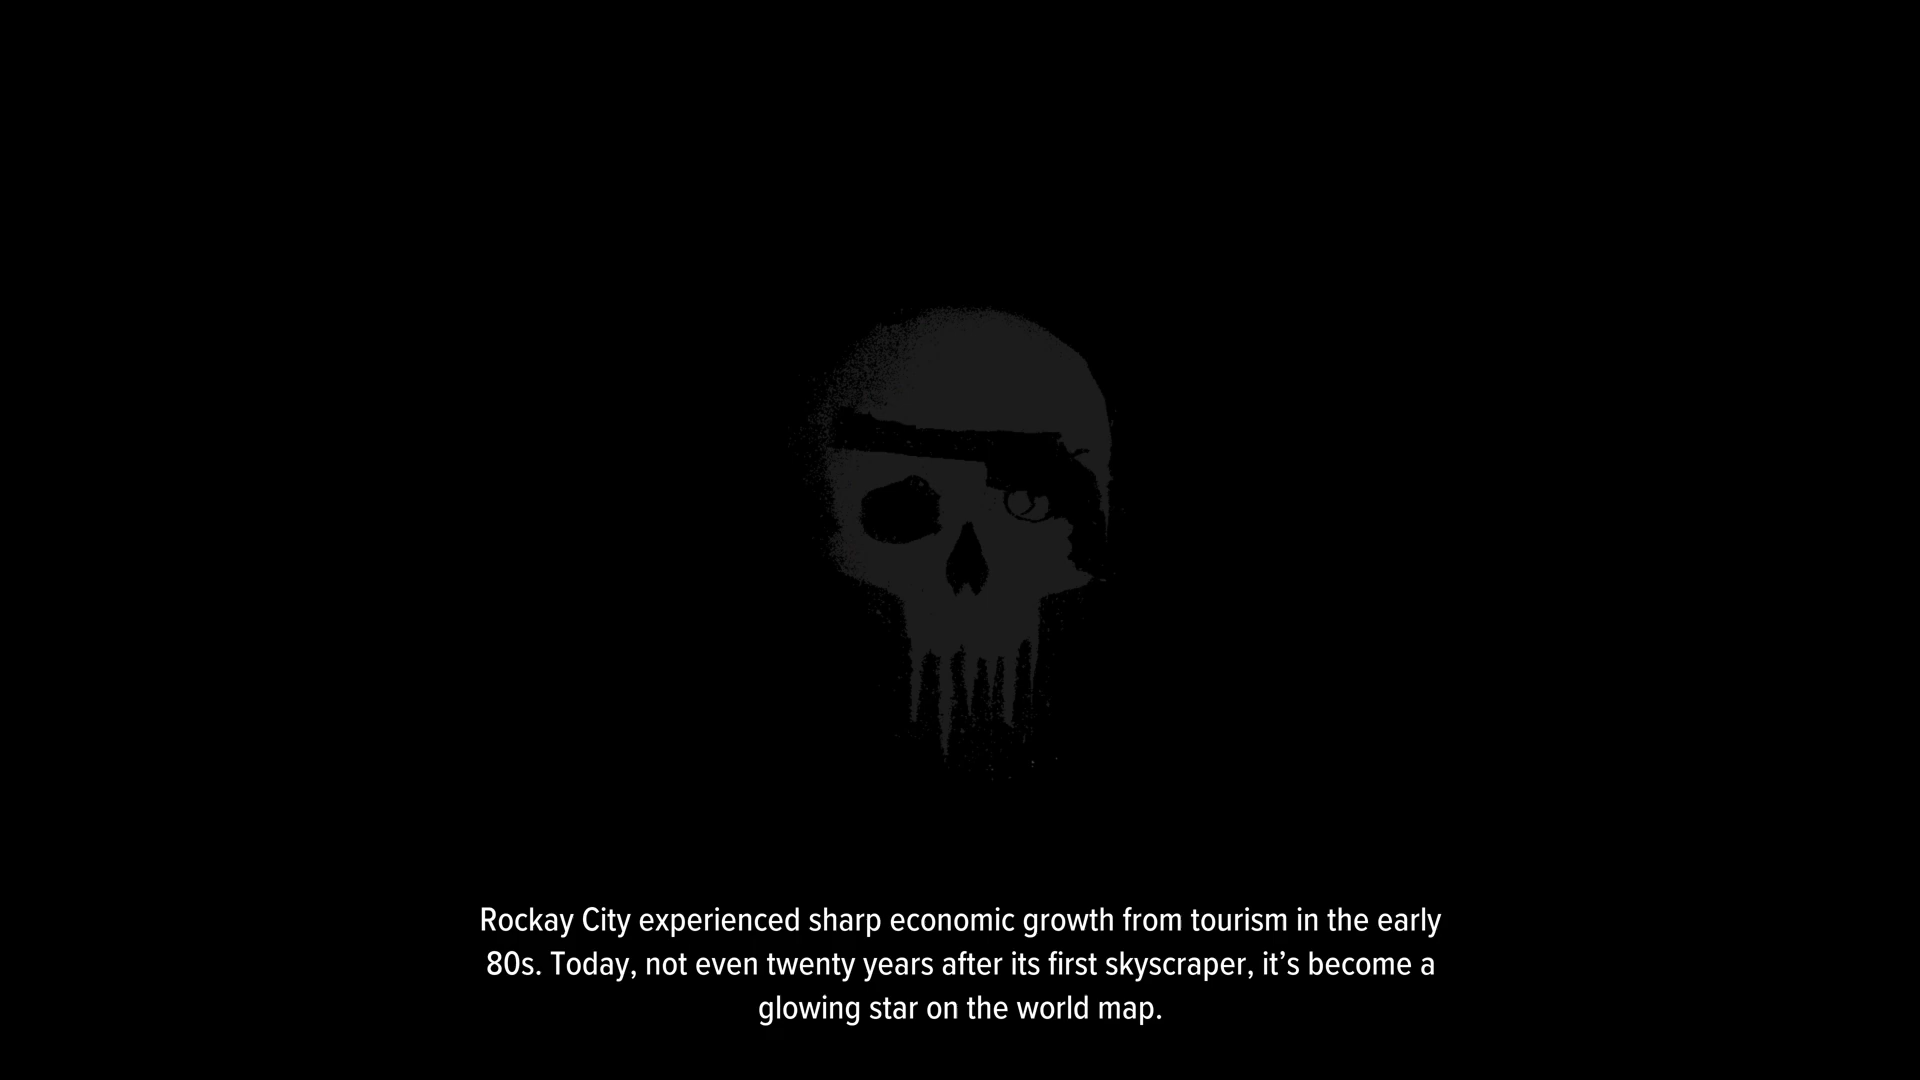 Rockay City experienced sharp economic growth from tourism in the early
80s. Today, not even twenty years after its first skyscraper, it’s become a
glowing star on the world map.